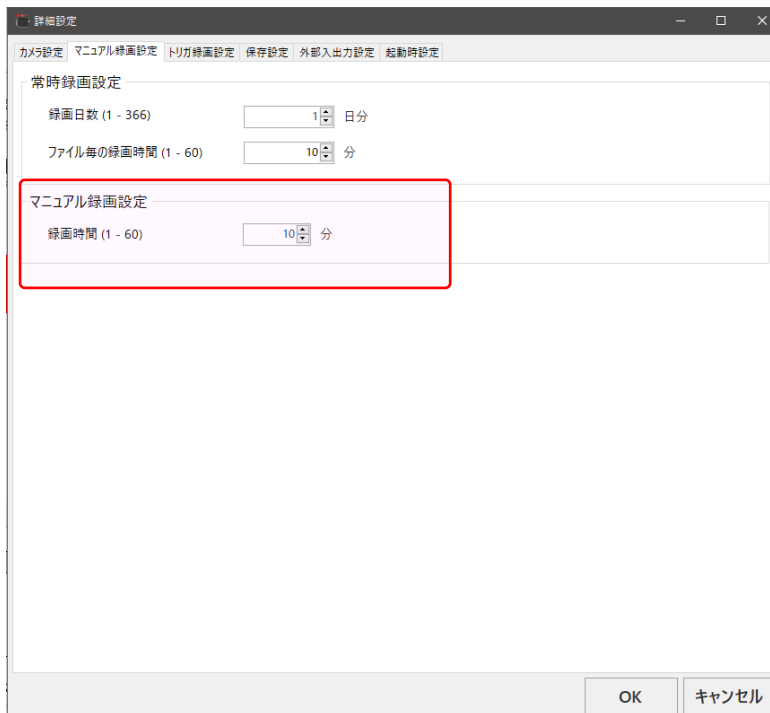 詳細設定
カメラ設定 マニュアル録画設定 トリガ録画設定 保存設定 外部入出力設定 起動時設定
常時録画設定
録画日数 (1 - 366) 1 日分
ファイル毎の録画時間 (1 - 60) 10 分
マニュアル録画設定
録画時間 (1 - 60) 10 分
OK キャンセル